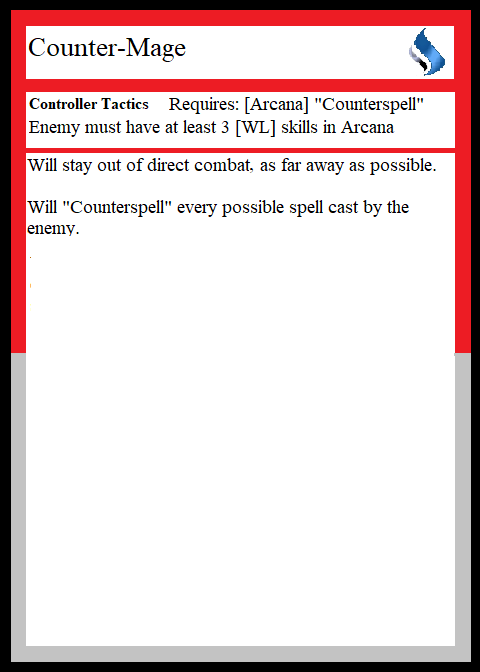 Counter-Mage
Controller Tactics Requires: [Arcana] "Counterspell"
Enemy must have at least 3 [WL] skills in Arcana
Will stay out of direct combat, as far away as possible.
Will "Counterspell" every possible spell cast by the
enemy.